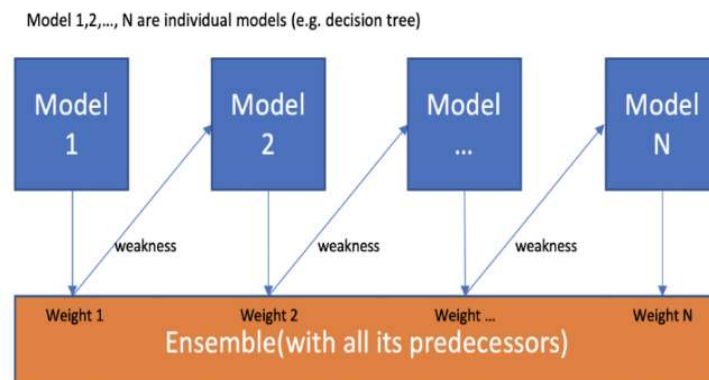 Model 1,2,..., N are individual models (e.g. decision tree)
Model
1
Model
2
Model
...
Model
N
weakness
weakness
weakness
Weight 1
Weight 2
Weight ...
Weight N
Ensemble(with all its predecessors)